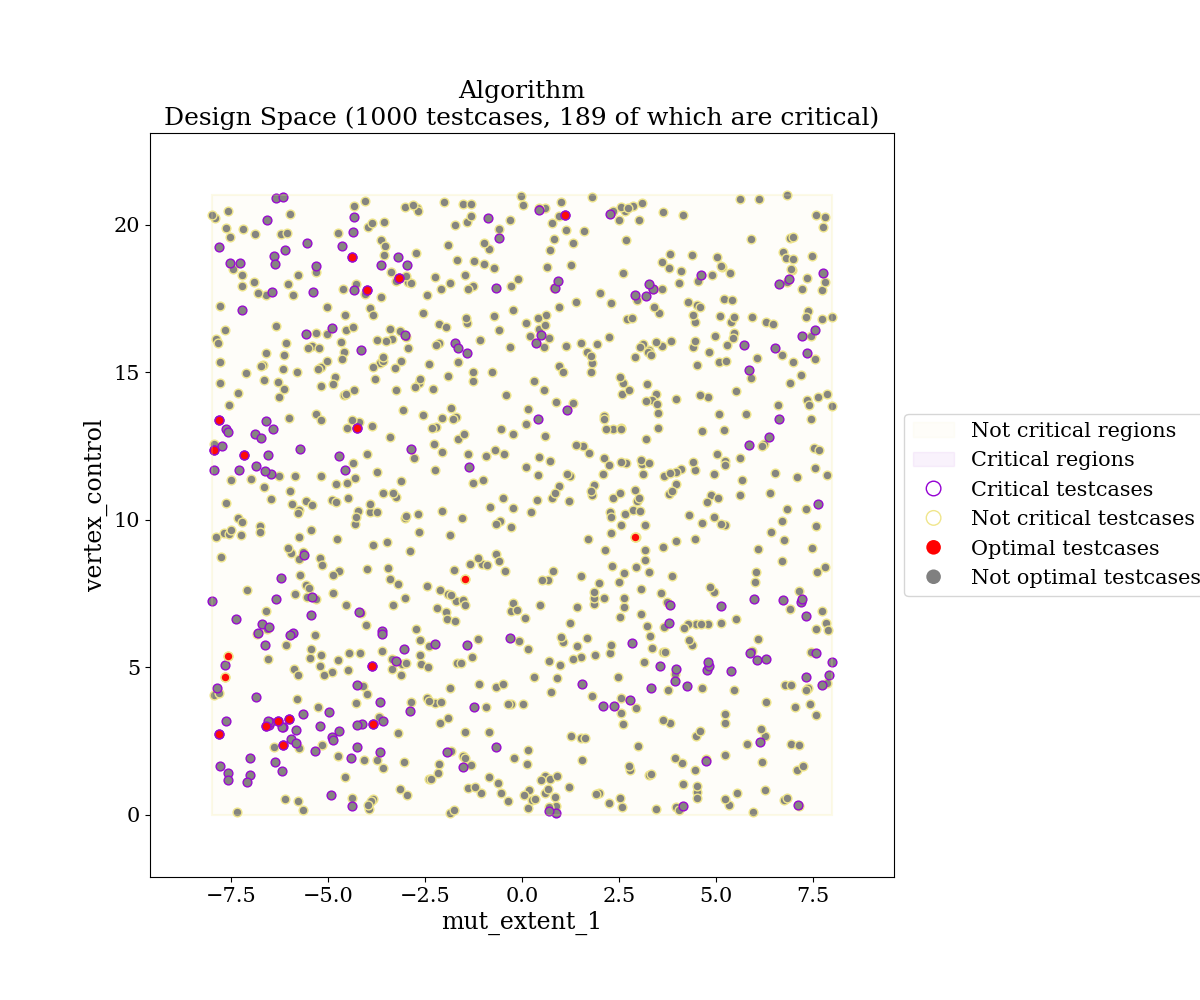 Algorithm
Design Space (1000 testcases, 189 of which are critical)
20
15
10
5
0
vertex_control
−7.5 −5.0 −2.5 0.0 2.5 5.0 7.5
mut_extent_1
Not critical regions
Critical regions
Critical testcases
Not critical testcases
Optimal testcases
Not optimal testcases